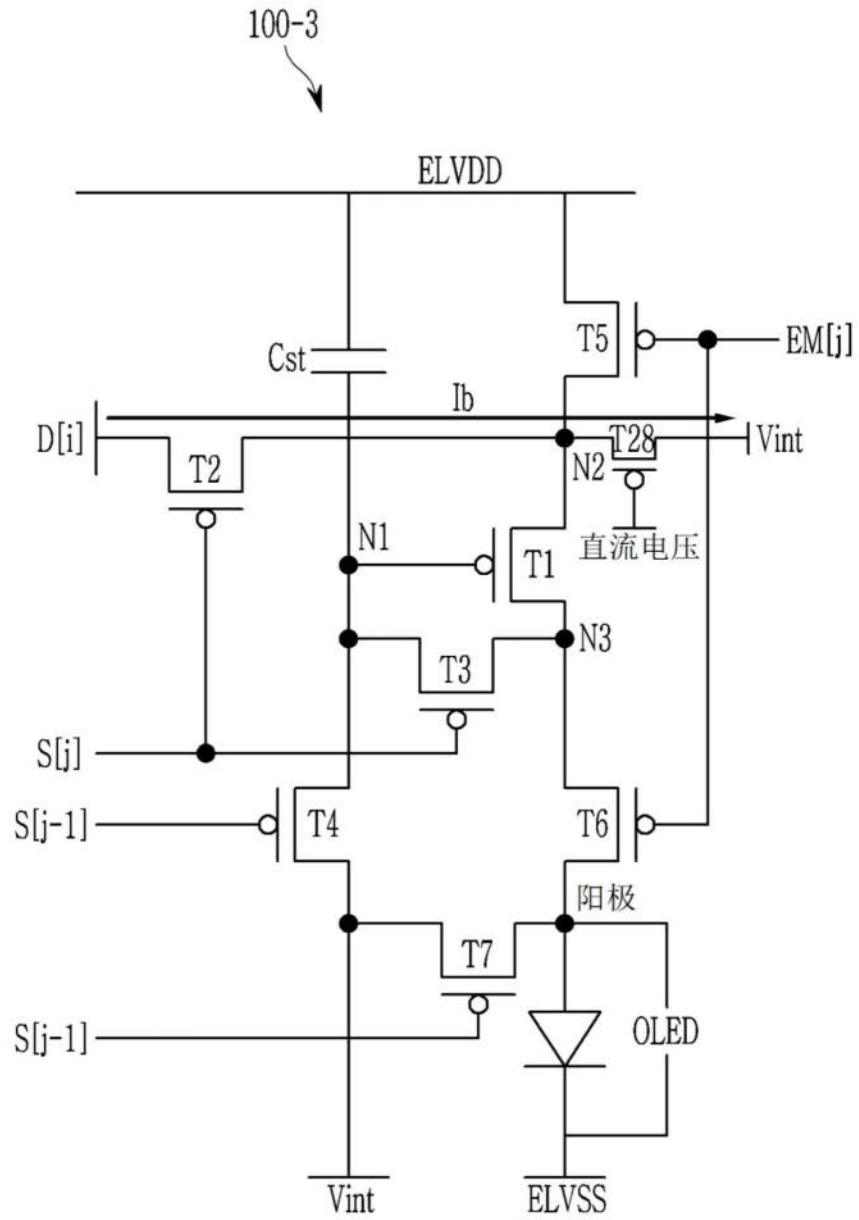 100-3
ELVDD
T5
EM[j]
Cst
Ib
D[i]
T2
T28
Vint
N2
N1
T1
直流电压
N3
T3
S[j]
S[j-1]
T4
T6
阳极
T7
S[j-1]
OLED
Vint
ELVSS